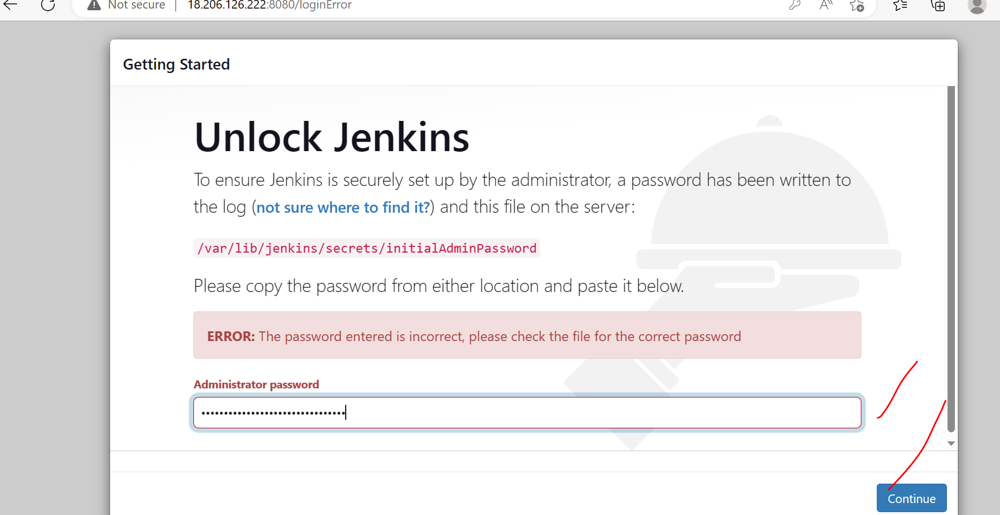 Not secure | 18.206.126.222:8080/loginError
Getting Started
Unlock Jenkins
To ensure Jenkins is securely set up by the administrator, a password has been written to
the log (not sure where to find it?) and this file on the server:
/var/lib/jenkins/secrets/initialAdminPassword
Please copy the password from either location and paste it below.
ERROR: The password entered is incorrect, please check the file for the correct password
Administrator password
Continue